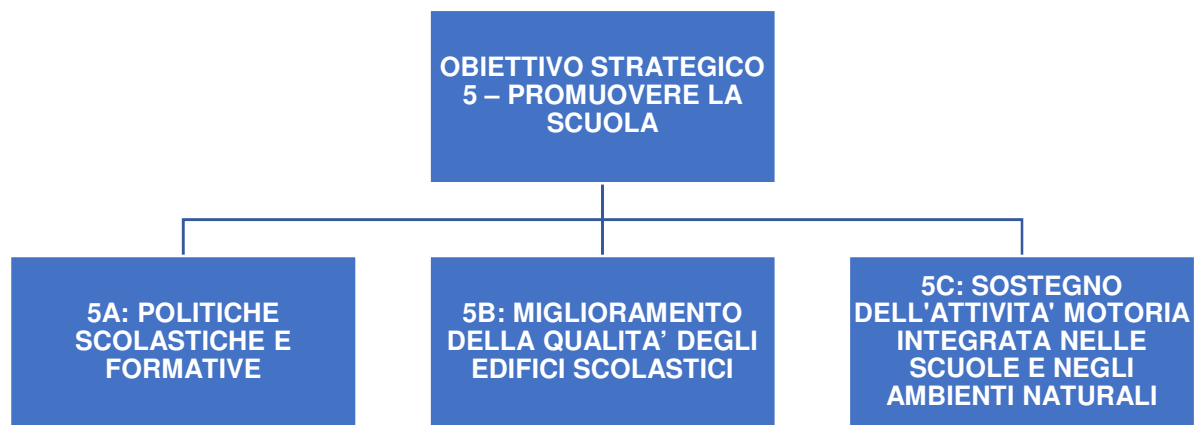 OBIETTIVO STRATEGICO
5 – PROMUOVERE LA
SCUOLA
5A: POLITICHE
SCOLASTICHE E
FORMATIVE
5B: MIGLIORAMENTO
DELLA QUALITA’ DEGLI
EDIFICI SCOLASTICI
5C: SOSTEGNO
DELL'ATTIVITA' MOTORIA
INTEGRATA NELLE
SCUOLE E NEGLI
AMBIENTI NATURALI